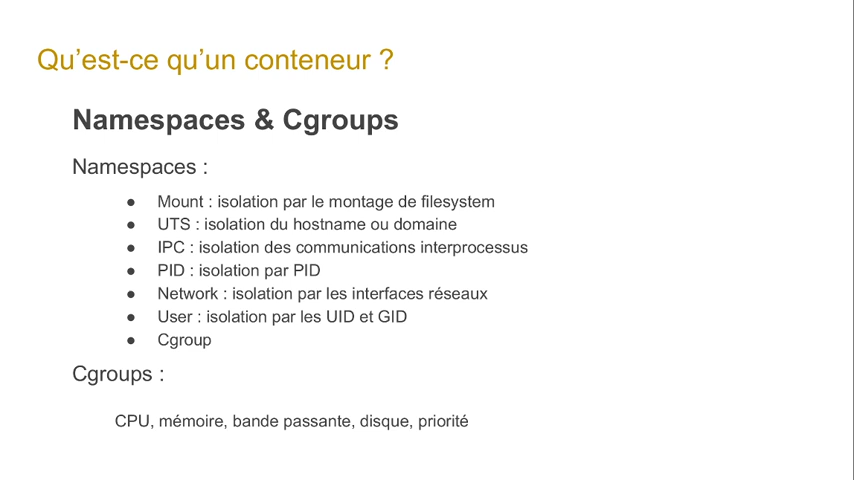 Qu’est-ce qu’un conteneur ?
Namespaces & Cgroups
Namespaces :
● Mount : isolation par le montage de filesystem
● UTS : isolation du hostname ou domaine
● IPC : isolation des communications interprocessus
● PID : isolation par PID
● Network : isolation par les interfaces réseaux
● User : isolation par les UID et GID
● Cgroup
Cgroups :
CPU, mémoire, bande passante, disque, priorité